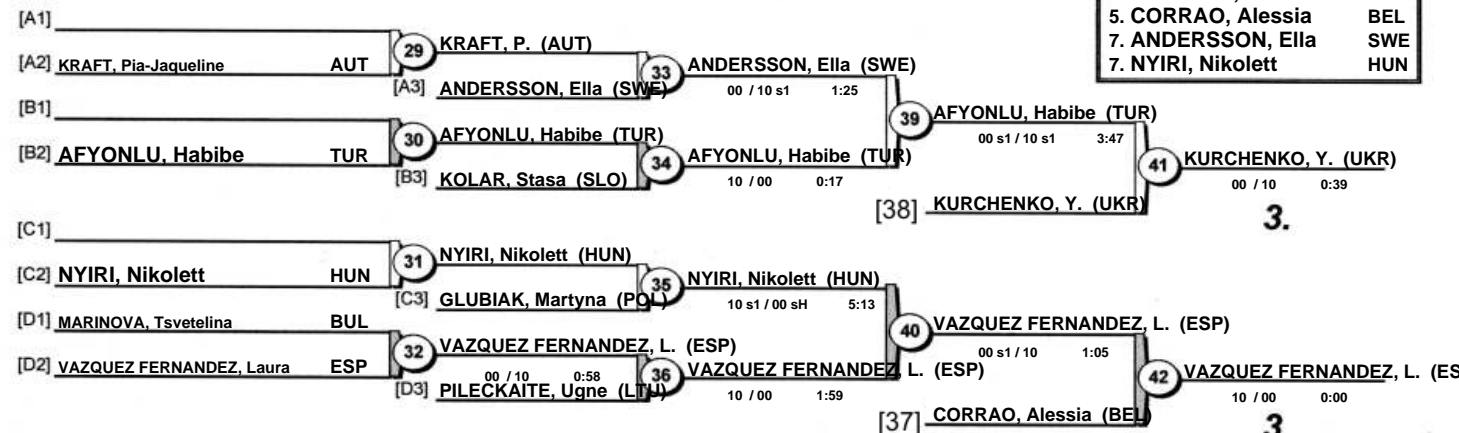 5. CORRAO, Alessia BEL
7. ANDERSSON, Ella SWE
7. NYIRI, Nikolett HUN
[A1]
[A2] KRAFT, Pia-Jaqueline AUT
29 KRAFT, P. (AUT)
[A3] ANDERSSON, Ella (SWE)
33 ANDERSSON, Ella (SWE)
00 / 10 s1 1:25
[B1]
[B2] AFYONLU, Habibe TUR
30 AFYONLU, Habibe (TUR)
[B3] KOLAR, Stasa (SLO)
34 AFYONLU, Habibe (TUR)
10 / 00 0:17
39 AFYONLU, Habibe (TUR)
00 s1 / 10 s1 3:47
[38] KURCHENKO, Y. (UKR)
41 KURCHENKO, Y. (UKR)
00 / 10 0:39
3.
[C1]
[C2] NYIRI, Nikolett HUN
31 NYIRI, Nikolett (HUN)
[C3] GLUBIAK, Martyna (POL)
35 NYIRI, Nikolett (HUN)
10 s1 / 00 sH 5:13
[D1] MARINOVA, Tsvetelina BUL
[D2] VAZQUEZ FERNANDEZ, Laura ESP
32 VAZQUEZ FERNANDEZ, L. (ESP)
00 / 10 0:58
[D3] PILECKAITE, Ugne (LTU)
36 VAZQUEZ FERNANDEZ, L. (ESP)
10 / 00 1:59
40 VAZQUEZ FERNANDEZ, L. (ESP)
00 s1 / 10 1:05
[37] CORRAO, Alessia (BEL)
42 VAZQUEZ FERNANDEZ, L. (ES
10 / 00 0:00
3